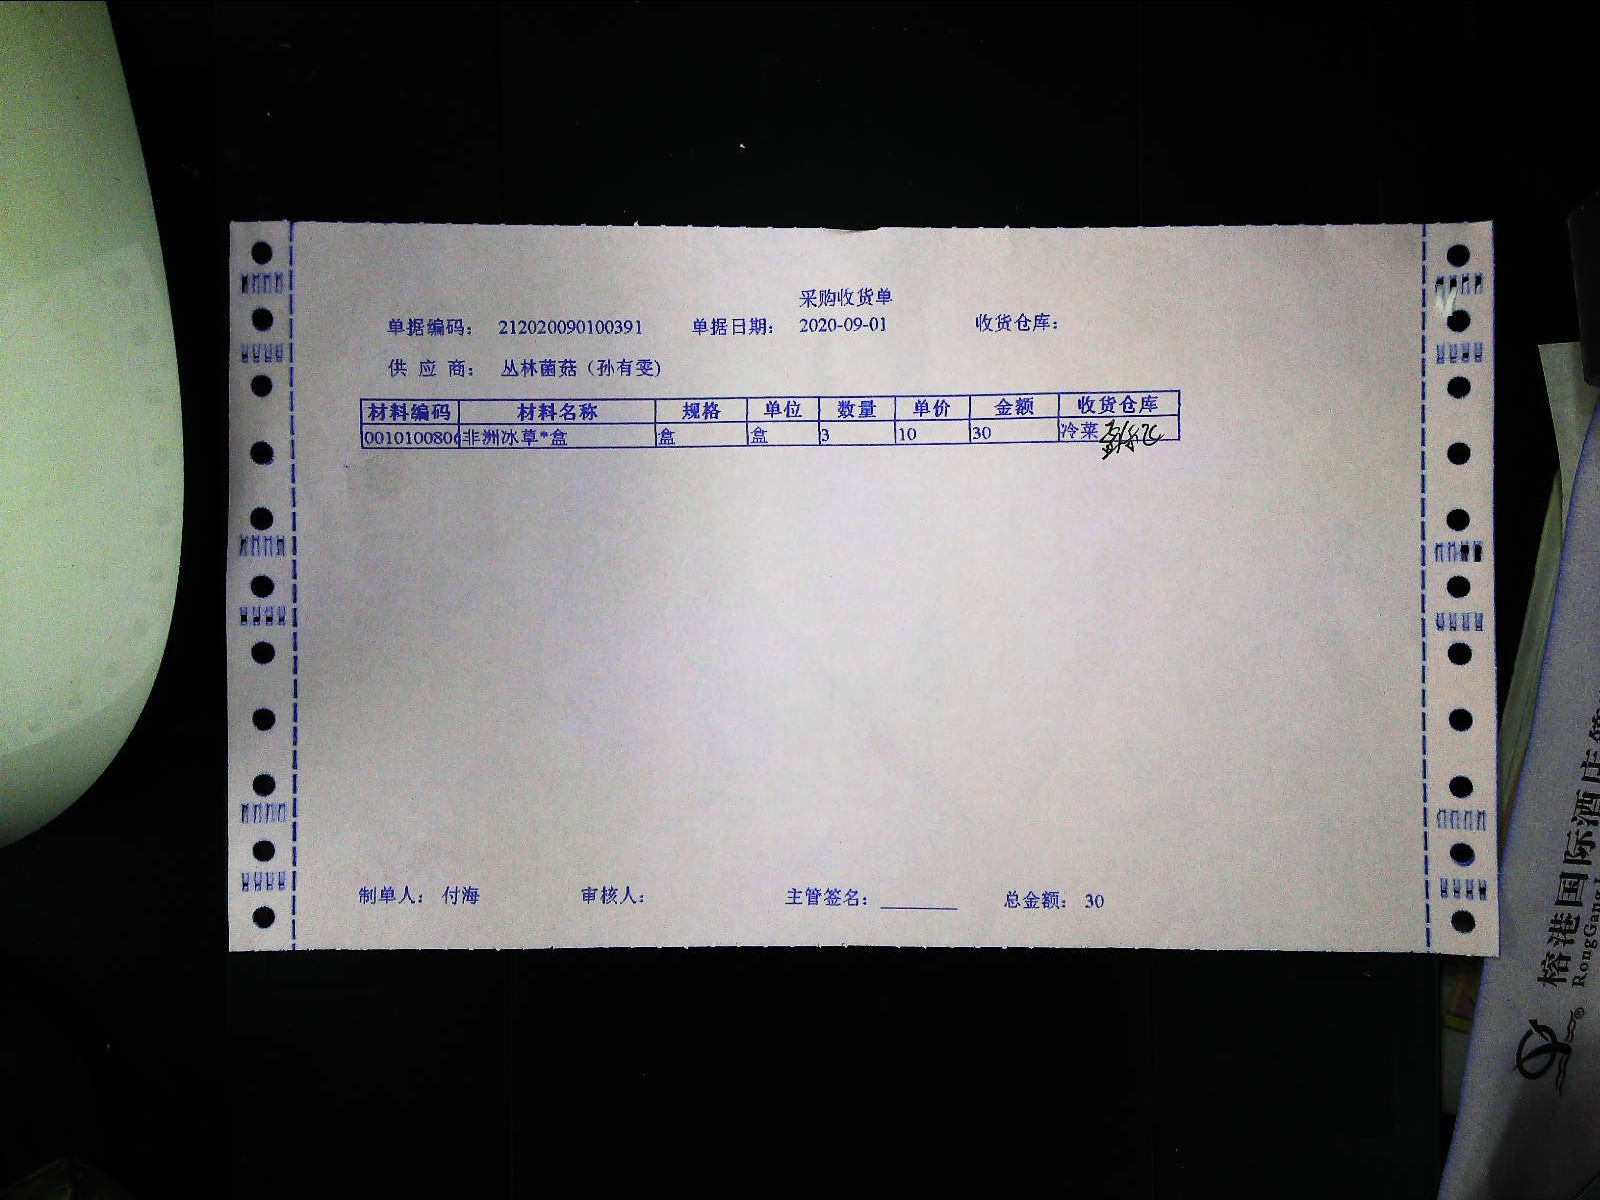 采购收货单
单据编码： 212020090100391 单据日期： 2020-09-01 收货仓库：
供 应 商： 丛林菌菇（孙有雯)
材料编码 材料名称 规格 单位 数量 单价 金额 收货仓库
001010080 非洲冰草*盒 盒 盒 3 10 30 冷菜
制单人： 付海 审核人： 主管签名：________ 总金额： 30
榕港国际酒店
RongGang